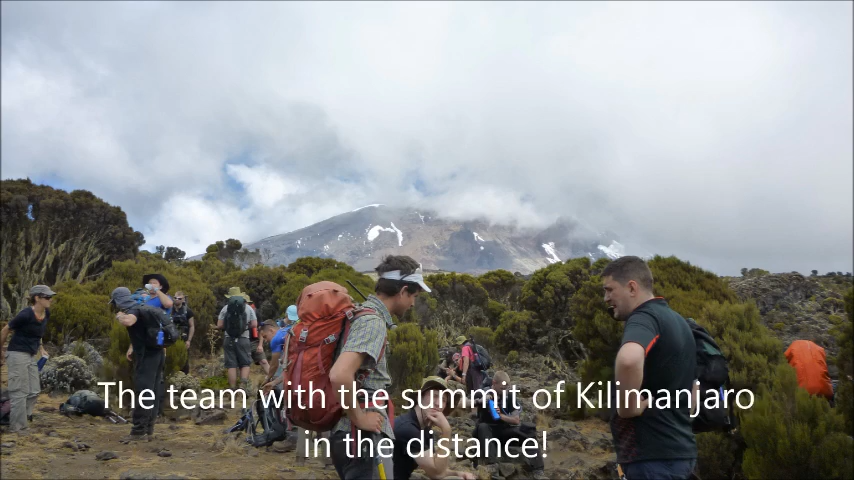 The team with the summit of Kilimanjaro
in the distance!